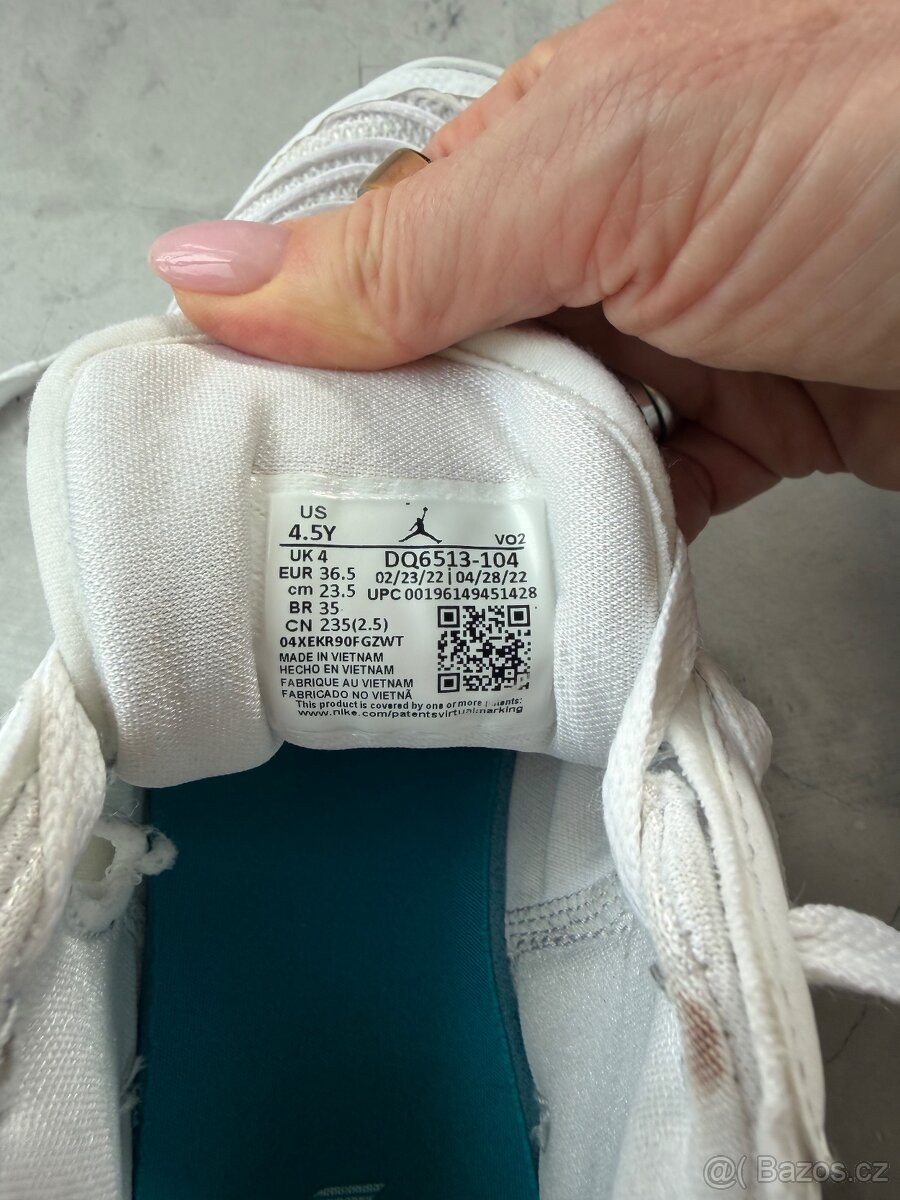 US
4.5Y
VO2
UK 4
EUR 36.5
cm 23.5
BR 35
CN 235(2.5)
DQ6513-104
02/23/22 | 04/28/22
UPC 00196149451428
04XEKR90FGZWT
MADE IN VIETNAM
HECHO EN VIETNAM
FABRIQUE AU VIETNAM
FABRICADO NO VIETNÃ
This product is covered by one or more patents:
www.nike.com/patentsvirtualmarking
@( Bazos.cz